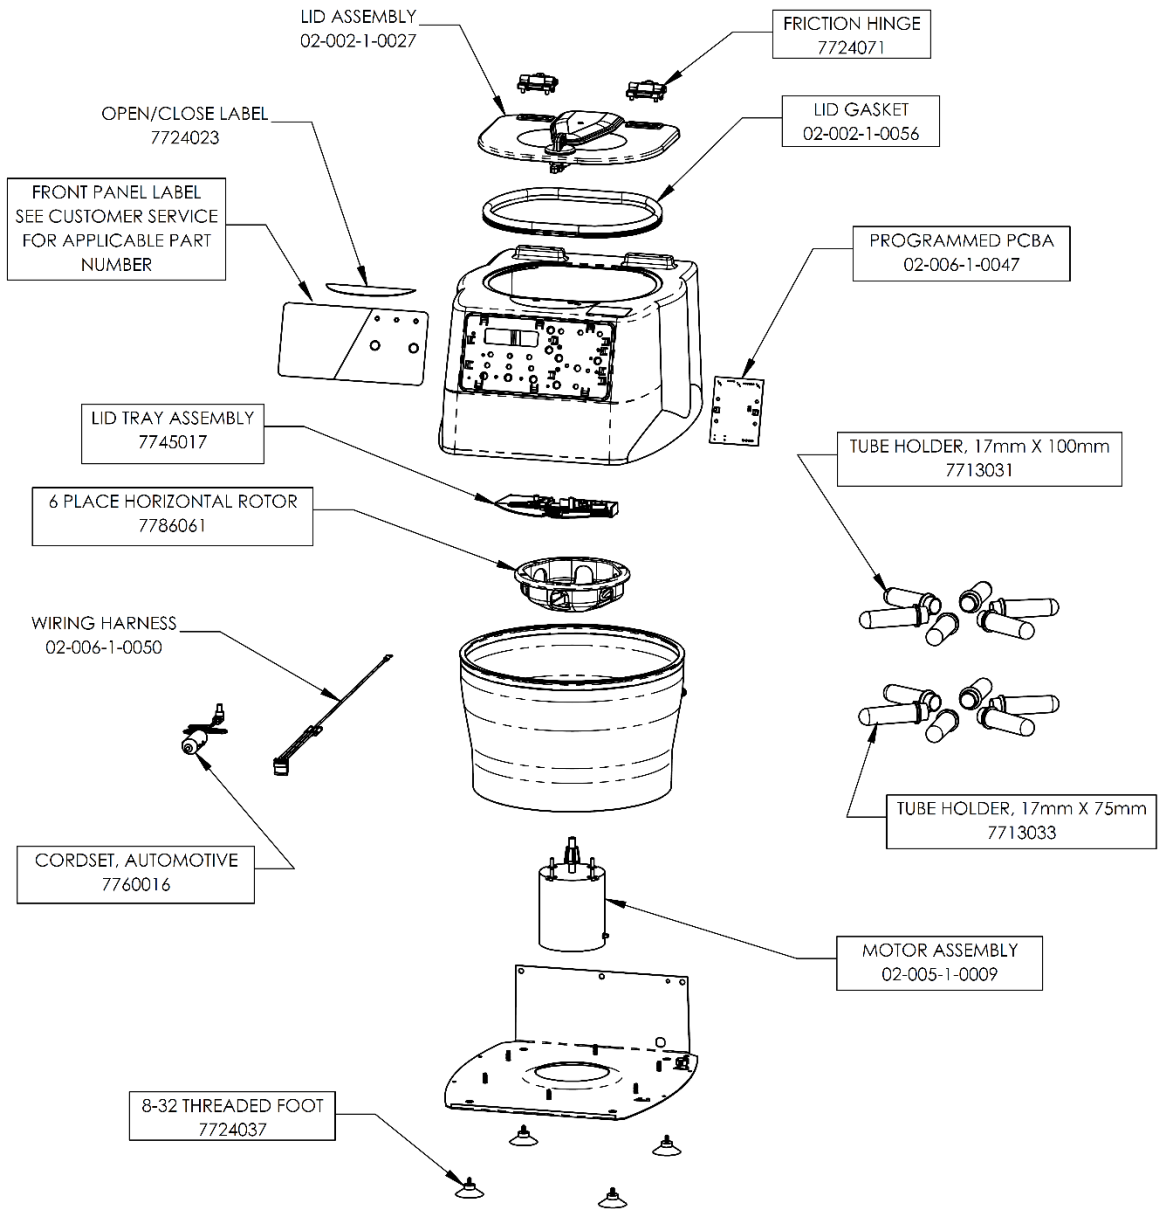 LID ASSEMBLY
02-002-1-0027
FRICTION HINGE
7724071
OPEN/CLOSE LABEL
7724023
LID GASKET
02-002-1-0056
FRONT PANEL LABEL
SEE CUSTOMER SERVICE
FOR APPLICABLE PART
NUMBER
PROGRAMMED PCBA
02-006-1-0047
LID TRAY ASSEMBLY
7745017
TUBE HOLDER, 17mm X 100mm
7713031
6 PLACE HORIZONTAL ROTOR
7786061
WIRING HARNESS
02-006-1-0050
TUBE HOLDER, 17mm X 75mm
7713033
CORDSET, AUTOMOTIVE
7760016
MOTOR ASSEMBLY
02-005-1-0009
8-32 THREADED FOOT
7724037